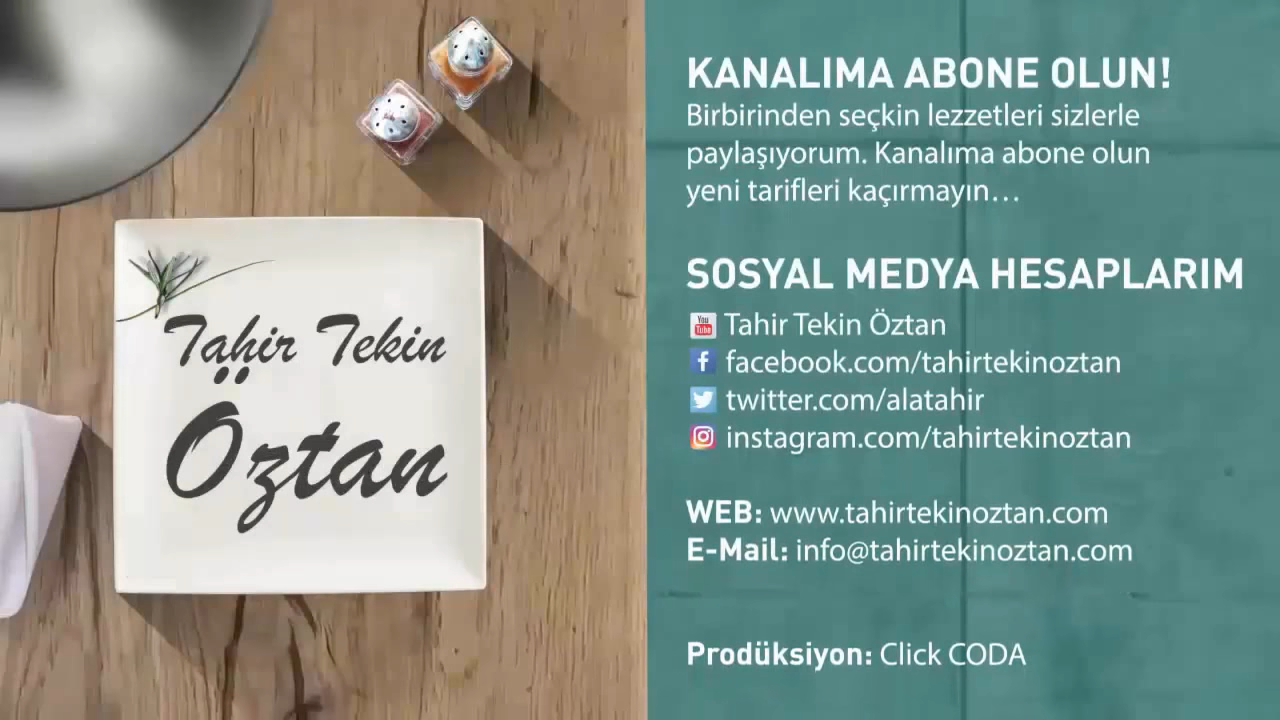 Tahir Tekin
Öztan
KANALIMA ABONE OLUN!
Birbirinden seçkin lezzetleri sizlerle
paylaşıyorum. Kanalıma abone olun
yeni tarifleri kaçırmayın…
SOSYAL MEDYA HESAPLARIM
You Tube Tahir Tekin Öztan
facebook.com/tahirtekinoztan
twitter.com/alatahir
instagram.com/tahirtekinoztan
WEB: www.tahirtekinoztan.com
E-Mail: info@tahirtekinoztan.com
Prodüksiyon: Click CODA